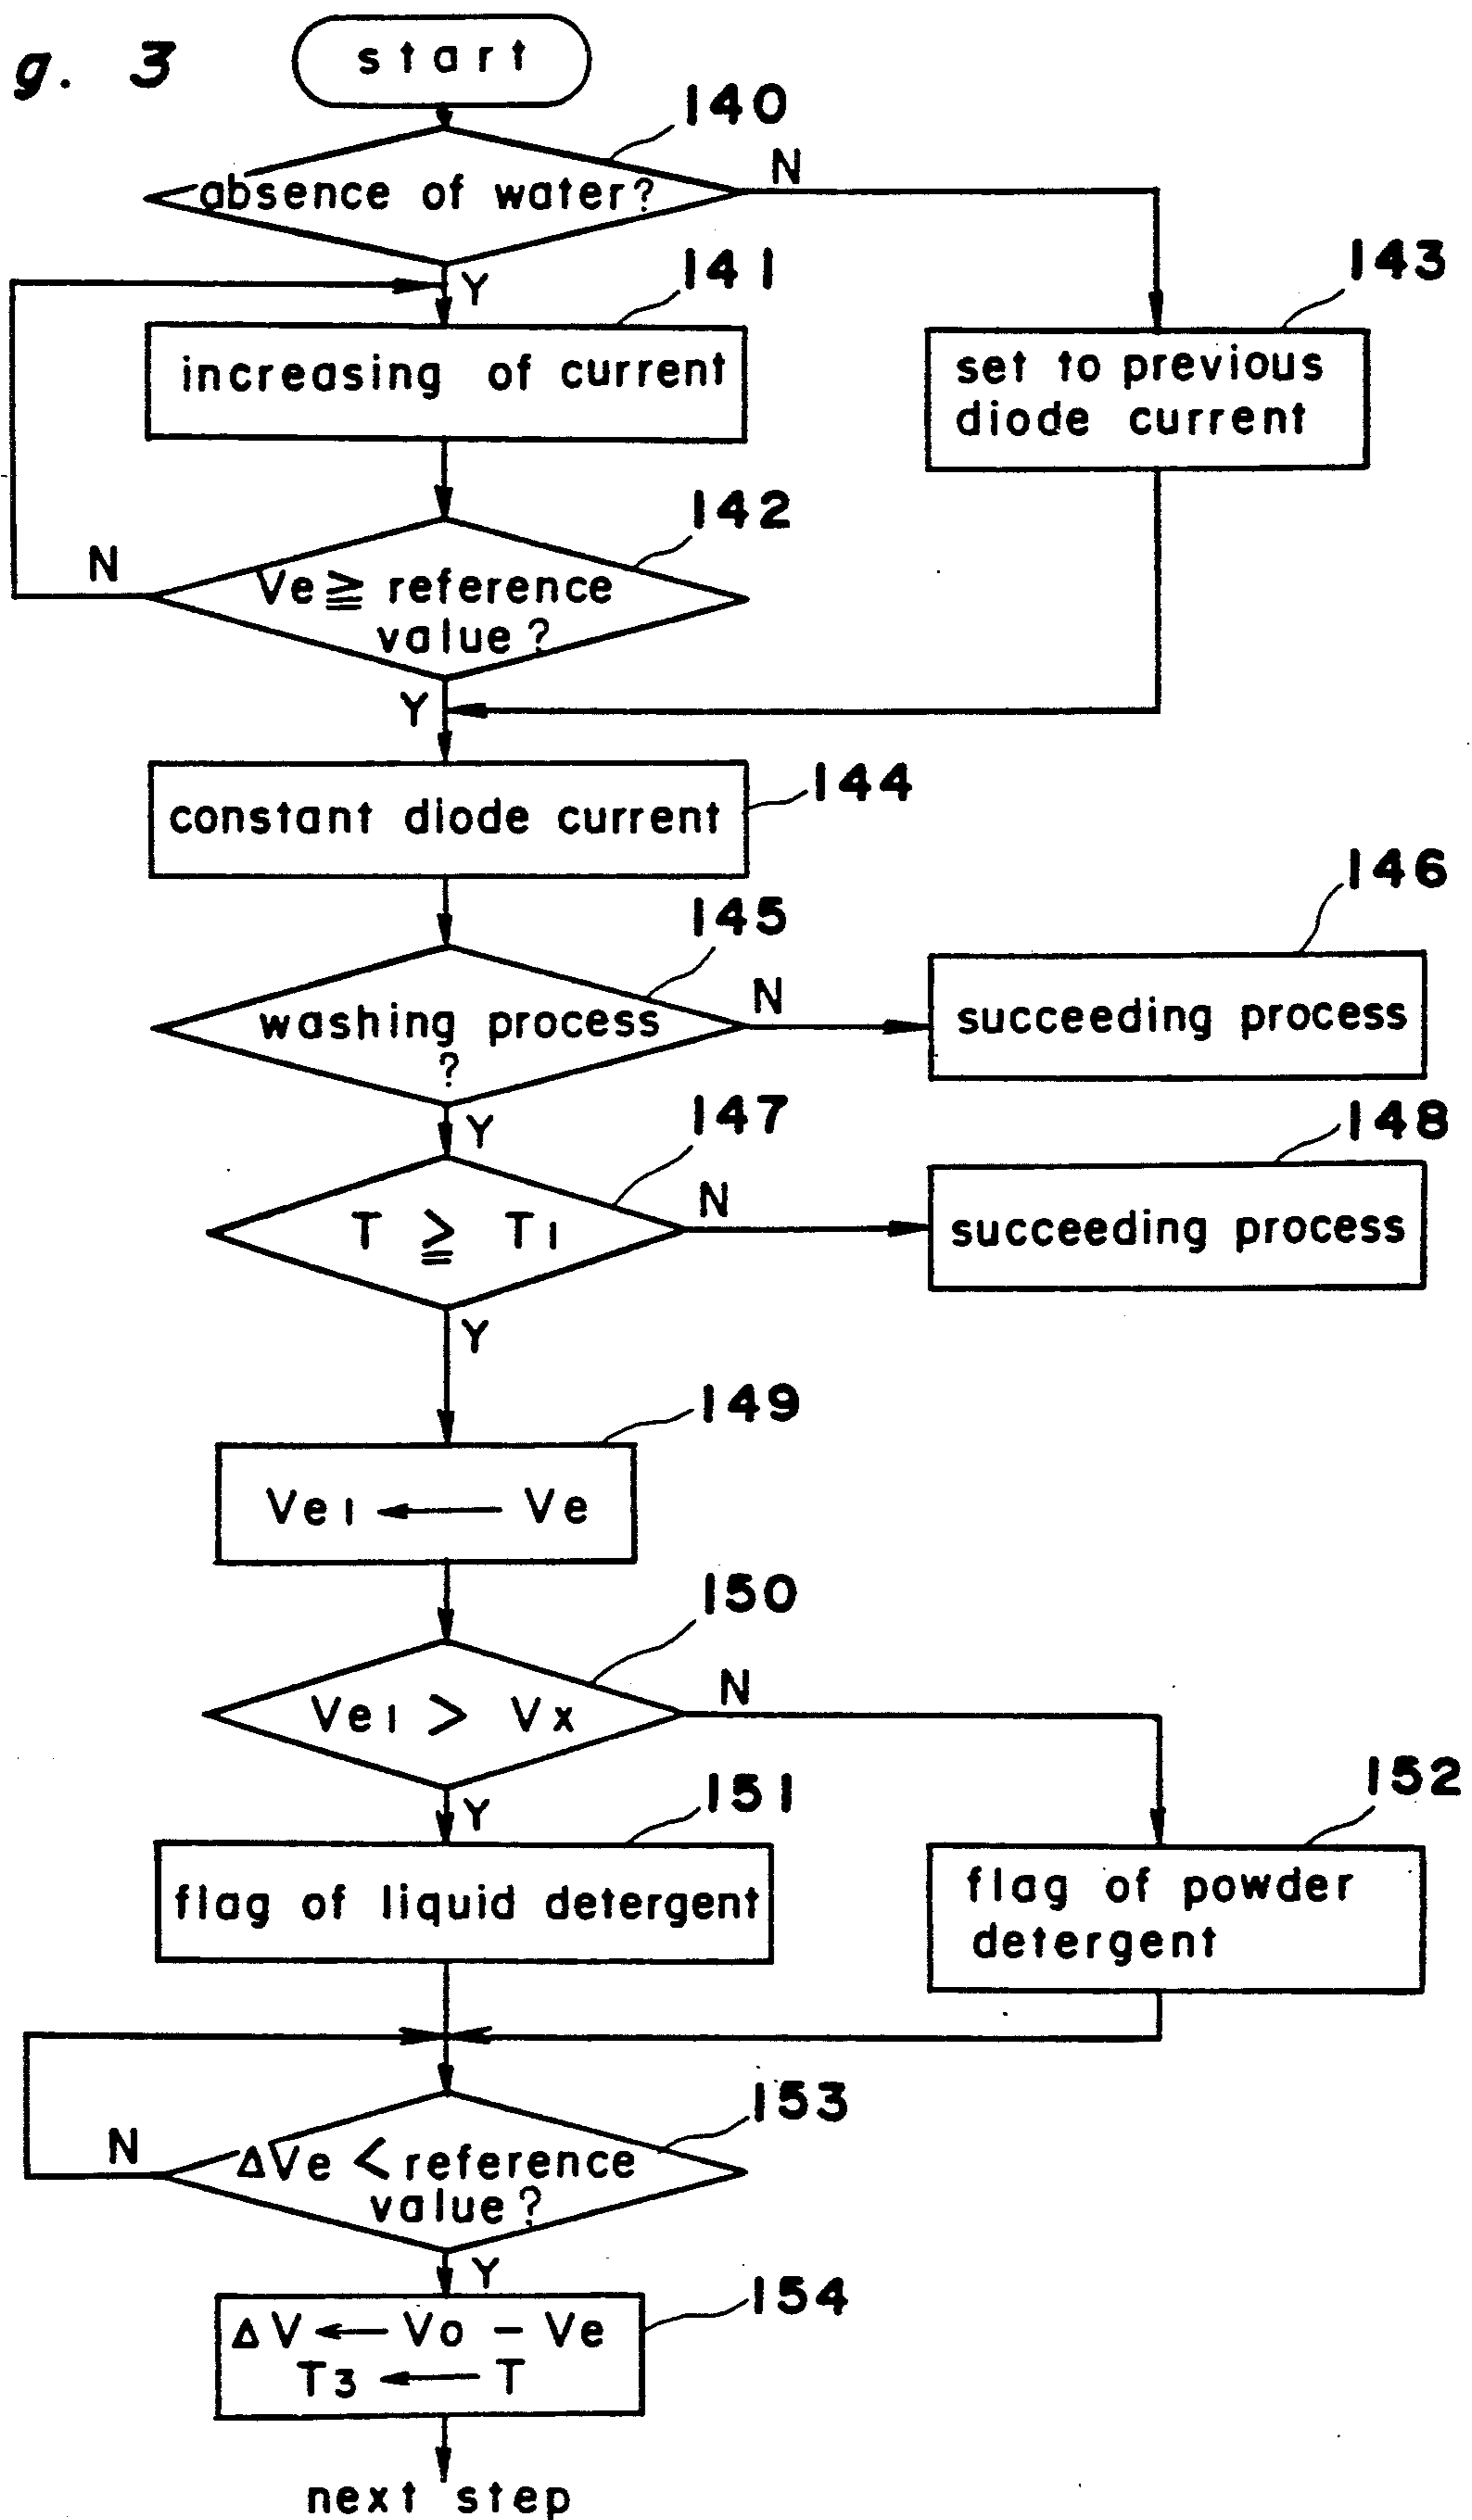 g. 3
start
140
absence of water?
N
Y
141
143
increasing of current
set to previous
diode current
142
N
Ve ≧ reference
value?
Y
144
constant diode current
145
146
washing process
?
N
succeeding process
Y
147
148
T ≧ T1
N
succeeding process
Y
149
Ve1 ← Ve
150
Ve1 > Vx
N
Y
151
152
flag of liquid detergent
flag of powder
detergent
153
N
ΔVe < reference
value?
Y
154
ΔV ← Vo - Ve
T3 ← T
next step